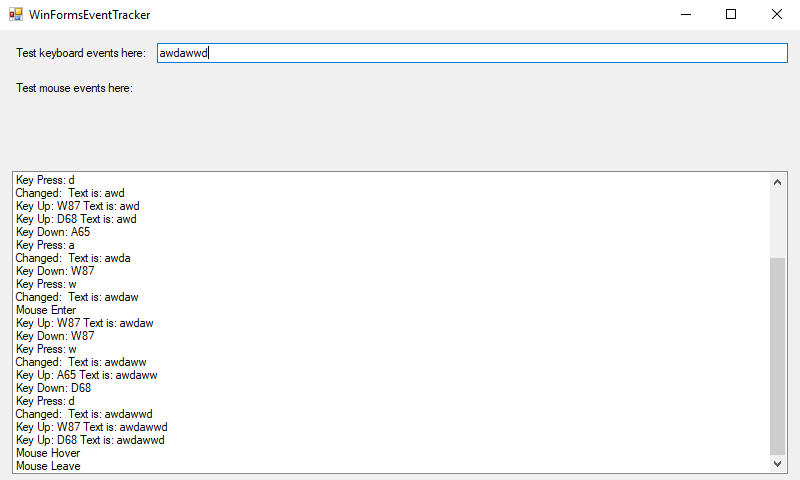 WinFormsEventTracker
Test keyboard events here: awdawwd
Test mouse events here:
Key Press: d
Changed:  Text is: awd
Key Up: W87 Text is: awd
Key Up: D68 Text is: awd
Key Down: A65
Key Press: a
Changed:  Text is: awda
Key Down: W87
Key Press: w
Changed:  Text is: awdaw
Mouse Enter
Key Up: W87 Text is: awdaw
Key Down: W87
Key Press: w
Changed:  Text is: awdaww
Key Up: A65 Text is: awdaww
Key Down: D68
Key Press: d
Changed:  Text is: awdawwd
Key Up: W87 Text is: awdawwd
Key Up: D68 Text is: awdawwd
Mouse Hover
Mouse Leave